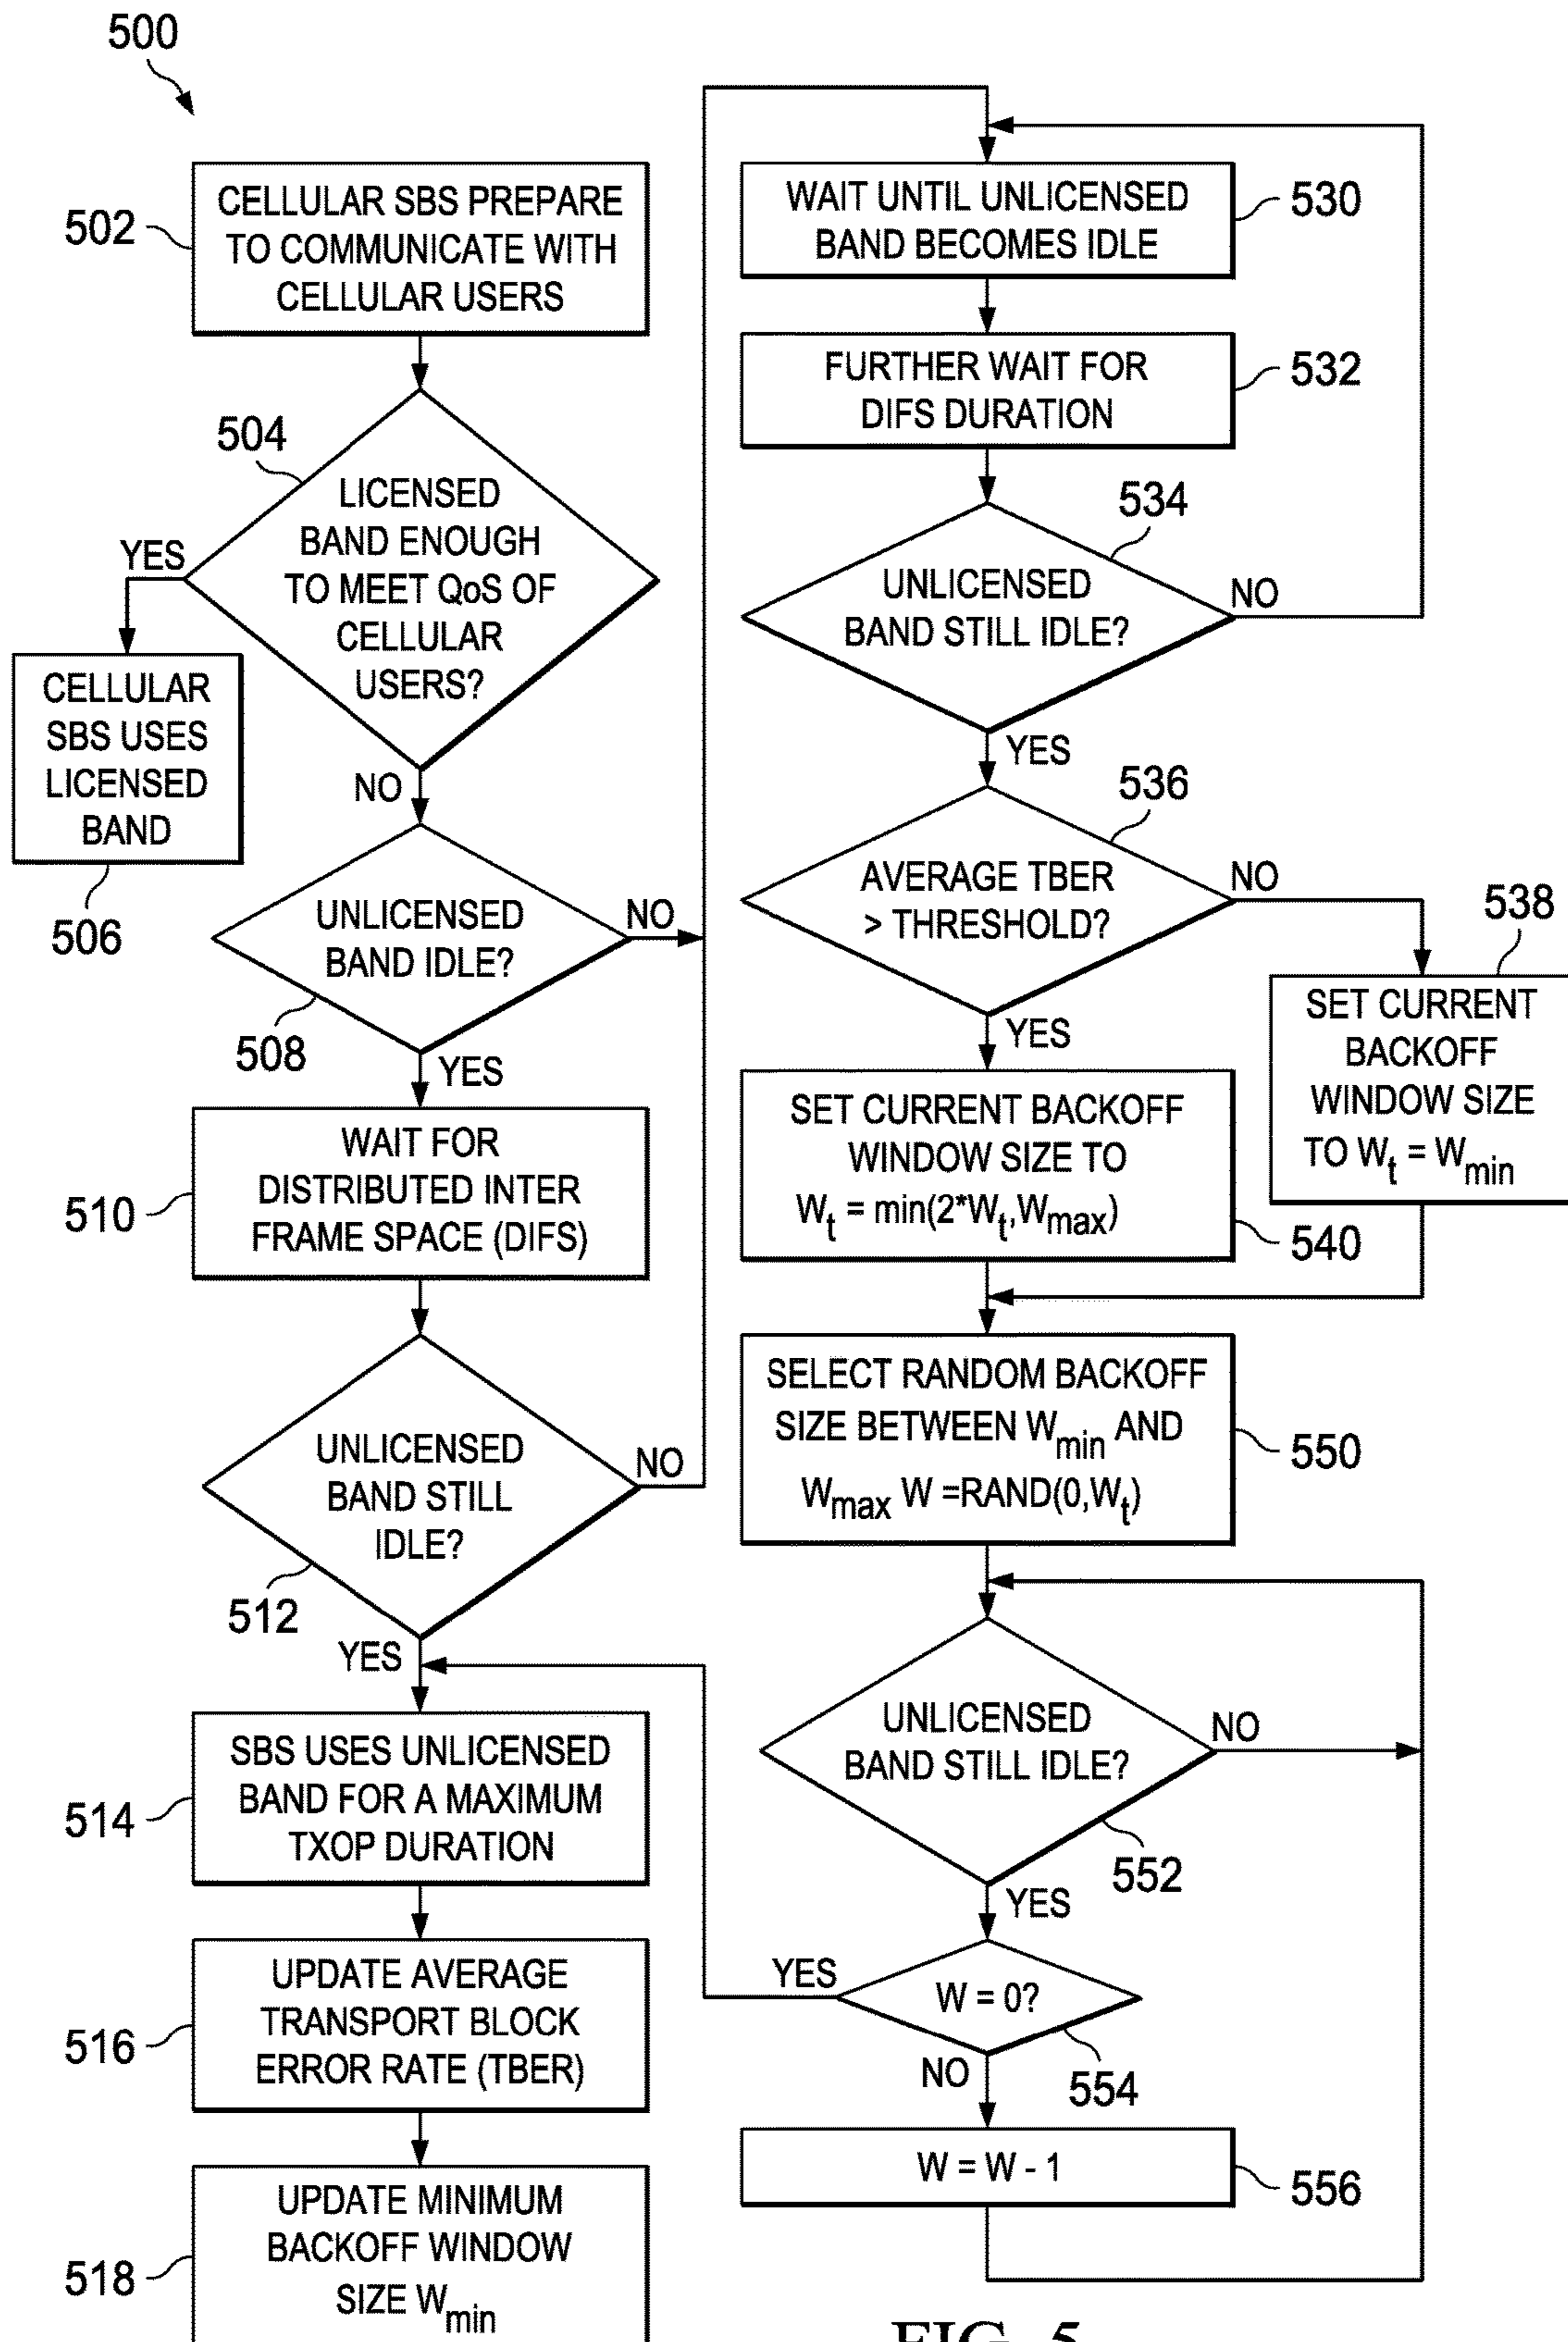 500
502
CELLULAR SBS PREPARE
TO COMMUNICATE WITH
CELLULAR USERS
504
LICENSED
BAND ENOUGH
TO MEET QoS OF
CELLULAR
USERS?
YES
CELLULAR
SBS USES
LICENSED
BAND
506
NO
UNLICENSED
BAND IDLE?
NO
508
YES
510
WAIT FOR
DISTRIBUTED INTER
FRAME SPACE (DIFS)
UNLICENSED
BAND STILL
IDLE?
NO
512
YES
514
SBS USES UNLICENSED
BAND FOR A MAXIMUM
TXOP DURATION
516
UPDATE AVERAGE
TRANSPORT BLOCK
ERROR RATE (TBER)
518
UPDATE MINIMUM
BACKOFF WINDOW
SIZE Wmin
WAIT UNTIL UNLICENSED
BAND BECOMES IDLE
530
FURTHER WAIT FOR
DIFS DURATION
532
534
UNLICENSED
BAND STILL IDLE?
NO
YES
536
AVERAGE TBER
> THRESHOLD?
NO
538
SET CURRENT
BACKOFF
WINDOW SIZE
TO Wt = Wmin
YES
SET CURRENT BACKOFF
WINDOW SIZE TO
Wt = min(2*Wt,Wmax)
540
SELECT RANDOM BACKOFF
SIZE BETWEEN Wmin AND
Wmax W =RAND(0,Wt)
550
UNLICENSED
BAND STILL IDLE?
NO
552
YES
W = 0?
YES
554
NO
W = W - 1
556
FIG. 5